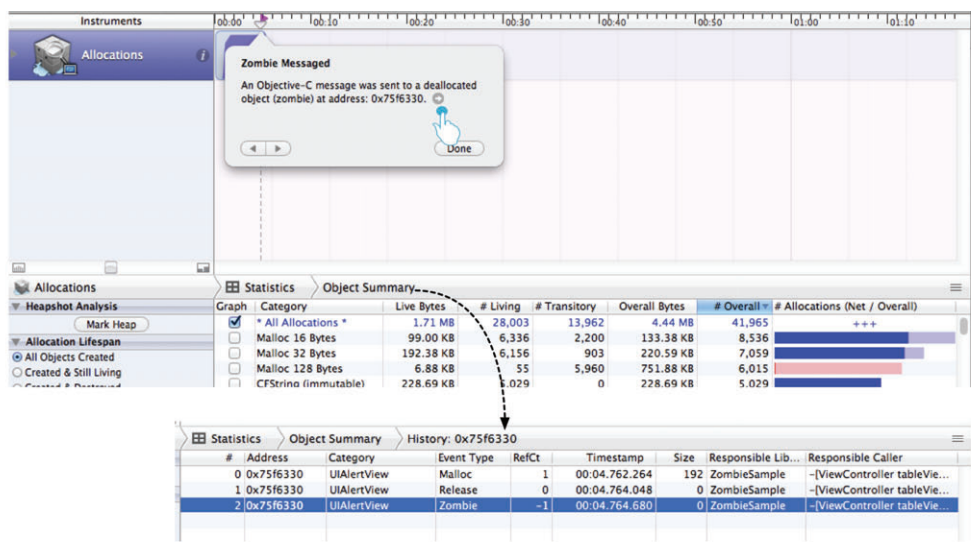 Instruments
00:00 00:10 00:20 00:30 00:40 00:50 01:00 01:10
Allocations
Zombie Messaged
An Objective-C message was sent to a deallocated
object (zombie) at address: 0x75f6330.
Done
Allocations Statistics Object Summary
Heapshot Analysis
Mark Heap
Allocation Lifespan
All Objects Created
Created & Still Living
Created & Destroyed
Graph Category Live Bytes # Living # Transitory Overall Bytes # Overall # Allocations (Net / Overall)
* All Allocations * 1.71 MB 28,003 13,962 4.44 MB 41,965 +++
Malloc 16 Bytes 99.00 KB 6,336 2,200 133.38 KB 8,536
Malloc 32 Bytes 192.38 KB 6,156 903 220.59 KB 7,059
Malloc 128 Bytes 6.88 KB 55 5,960 751.88 KB 6,015
CFString (immutable) 228.69 KB 5,029 0 228.69 KB 5,029
Statistics Object Summary History: 0x75f6330
# Address Category Event Type RefCt Timestamp Size Responsible Lib... Responsible Caller
0 0x75f6330 UIAlertView Malloc 1 00:04.762.264 192 ZombieSample -[ViewController tableVie...
1 0x75f6330 UIAlertView Release 0 00:04.764.048 0 ZombieSample -[ViewController tableVie...
2 0x75f6330 UIAlertView Zombie -1 00:04.764.680 0 ZombieSample -[ViewController tableVie...